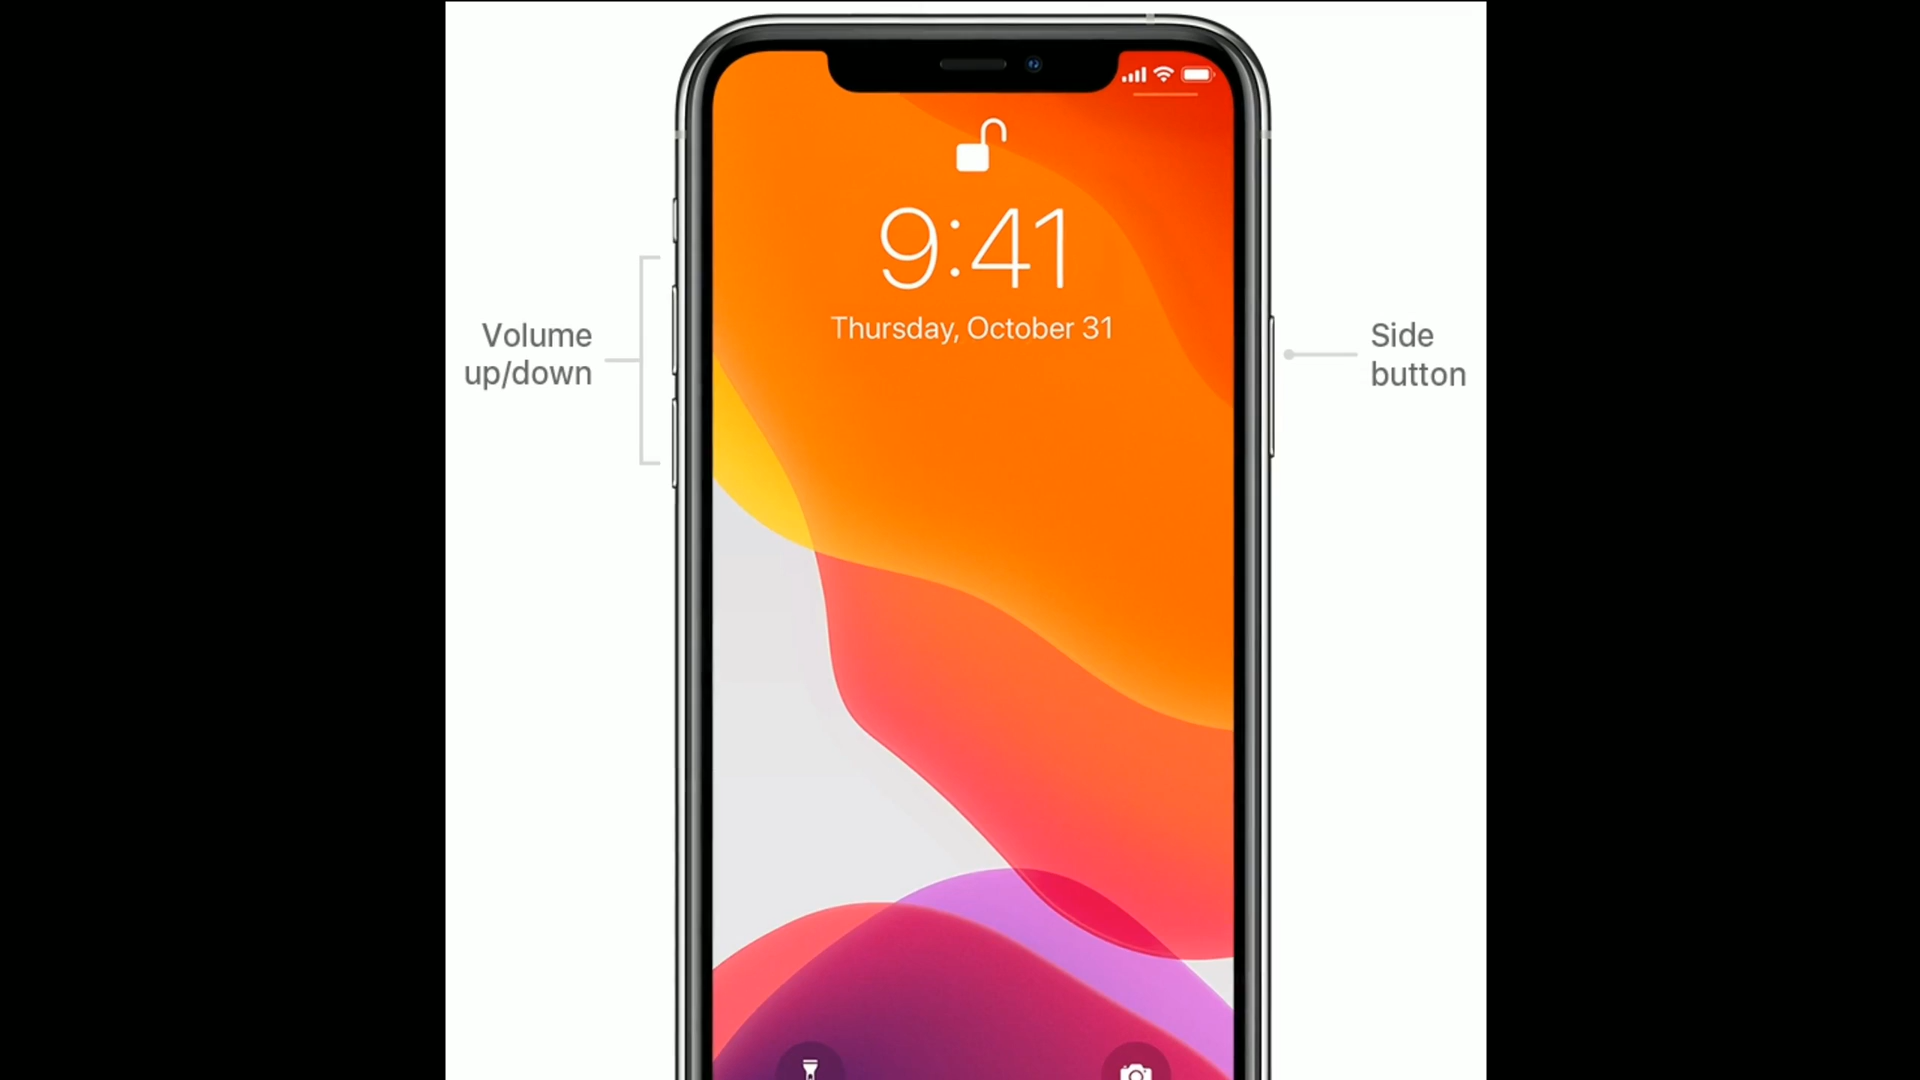 9:41
Thursday, October 31
Volume
up/down
Side
button